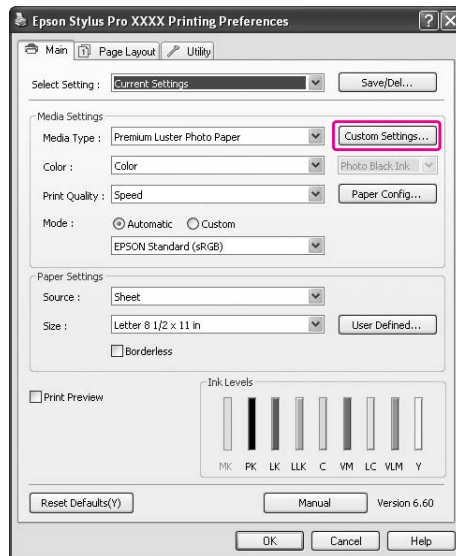 Epson Stylus Pro XXXX Printing Preferences
Main Page Layout Utility
Select Setting : Current Settings Save/Del...
Media Settings
Media Type : Premium Luster Photo Paper Custom Settings...
Color : Color Photo Black Ink
Print Quality : Speed Paper Config...
Mode : Automatic Custom
EPSON Standard (sRGB)
Paper Settings
Source : Sheet
Size : Letter 8 1/2 x 11 in User Defined...
Borderless
Print Preview
Ink Levels
MK PK LK LLK C VM LC VLM Y
Reset Defaults(Y) Manual Version 6.60
OK Cancel Help